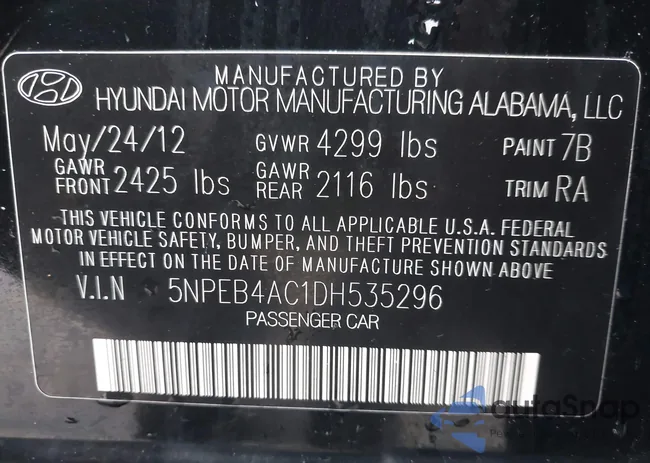 MANUFACTURED BY
HYUNDAI MOTOR MANUFACTURING ALABAMA, LLC
May/24/12 GVWR 4299 lbs PAINT 7B
GAWR FRONT 2425 lbs GAWR REAR 2116 lbs TRIM RA
THIS VEHICLE CONFORMS TO ALL APPLICABLE U.S.A. FEDERAL
MOTOR VEHICLE SAFETY, BUMPER, AND THEFT PREVENTION STANDARDS
IN EFFECT ON THE DATE OF MANUFACTURE SHOWN ABOVE
V.I.N 5NPEB4AC1DH535296
PASSENGER CAR
autoSnap